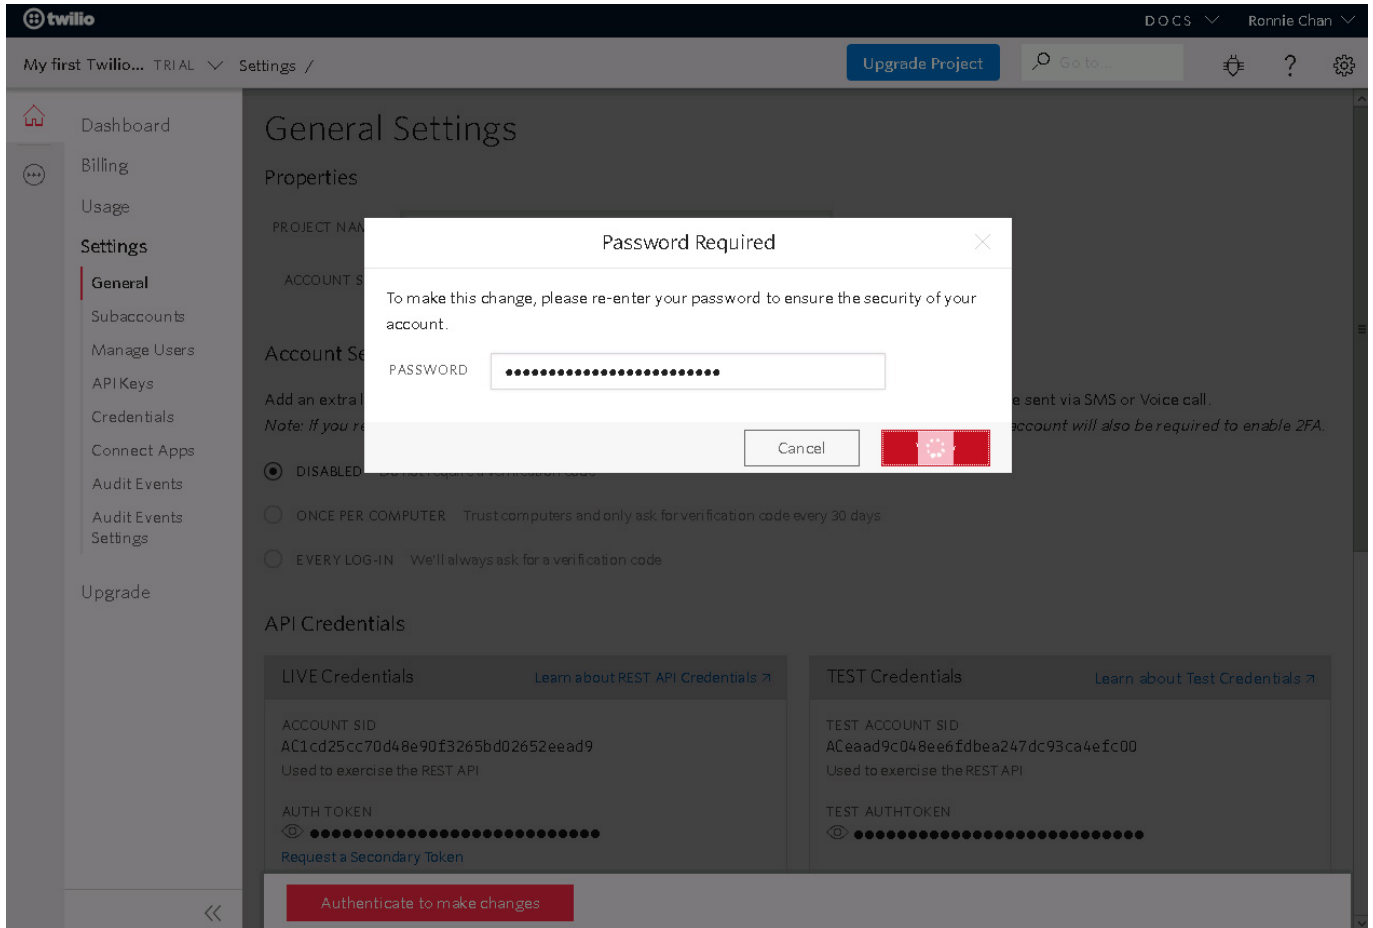 twilio
DOCS
Ronnie Chan
My first Twilio... TRIAL
Settings /
Upgrade Project
Go to...
?
Dashboard
Billing
Usage
Settings
General
Subaccounts
Manage Users
API Keys
Credentials
Connect Apps
Audit Events
Audit Events
Settings
Upgrade
General Settings
Properties
PROJECT NAM
ACCOUNT S
Password Required
To make this change, please re-enter your password to ensure the security of your
account.
PASSWORD
Cancel
Account Se
Add an extra l
e sent via SMS or Voice call.
Note: If you re
account will also be required to enable 2FA.
DISABLED
ONCE PER COMPUTER Trust computers and only ask for verification code every 30 days
EVERY LOG-IN We'll always ask for a verification code
API Credentials
LIVE Credentials
Learn about REST API Credentials
ACCOUNT SID
AC1cd25cc70d48e90f3265bd02652eead9
Used to exercise the REST API
AUTH TOKEN
Request a Secondary Token
TEST Credentials
Learn about Test Credentials
TEST ACCOUNT SID
ACeaad9c048ee6fdbea247dc93ca4efc00
Used to exercise the REST API
TEST AUTHTOKEN
Authenticate to make changes